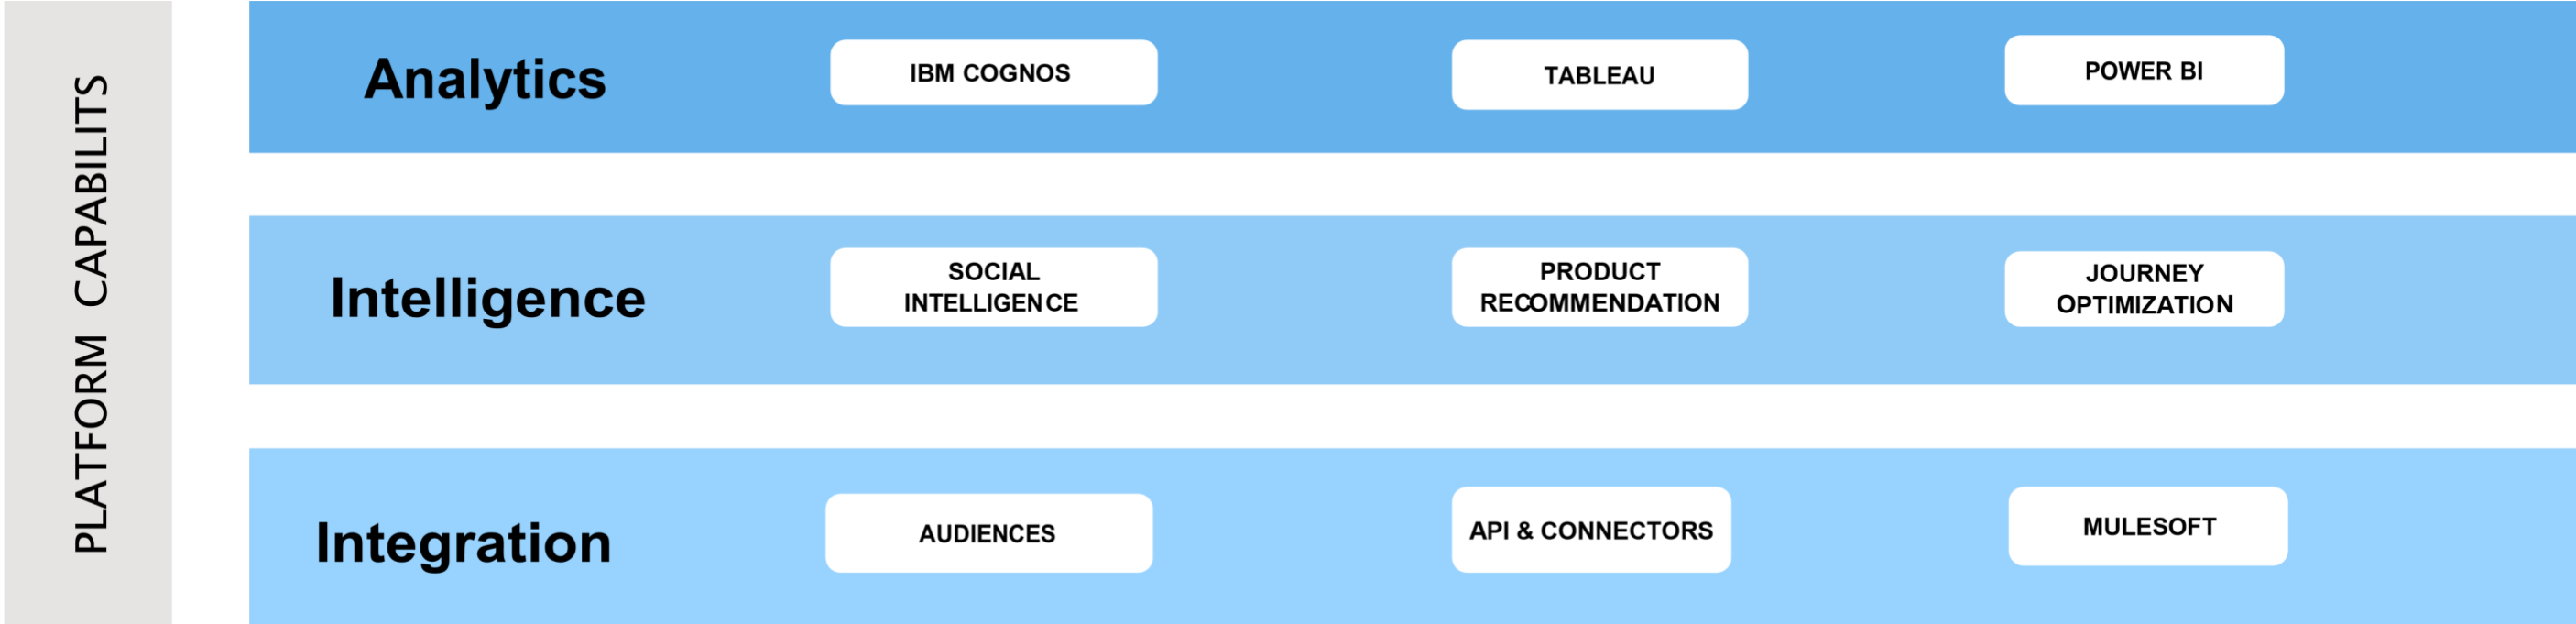 PLATFORM CAPABILITS
Analytics
IBM COGNOS
TABLEAU
POWER BI
Intelligence
SOCIAL
INTELLIGENCE
PRODUCT
RECOMMENDATION
JOURNEY
OPTIMIZATION
Integration
AUDIENCES
API & CONNECTORS
MULESOFT